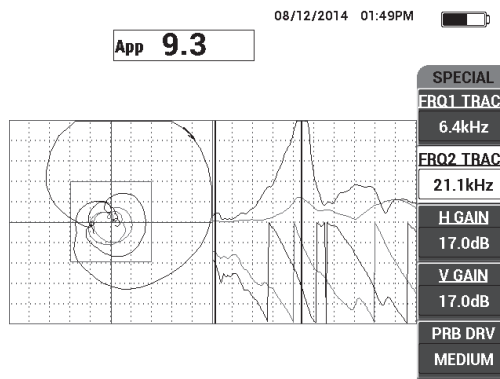 08/12/2014 01:49PM
App 9.3
SPECIAL
FRQ1 TRAC
6.4kHz
FRQ2 TRAC
21.1kHz
H GAIN
17.0dB
V GAIN
17.0dB
PRB DRV
MEDIUM